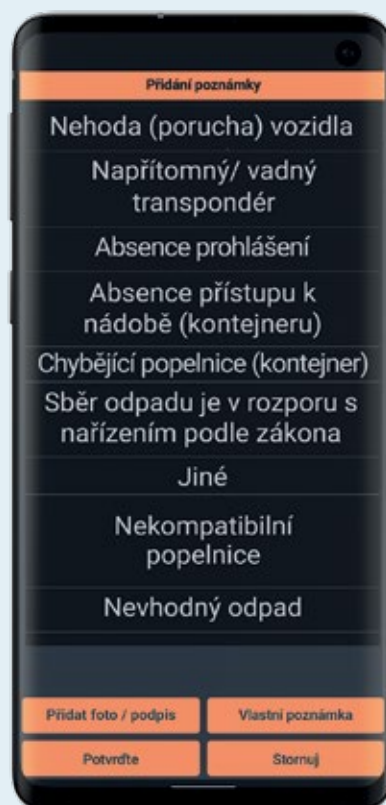 Přidání poznámky
Nehoda (porucha) vozidla
Napřítomný/ vadný
transpondér
Absence prohlášení
Absence přístupu k
nádobě (kontejneru)
Chybějící popelnice (kontejner)
Sběr odpadu je v rozporu s
nařízením podle zákona
Jiné
Nekompatibilní
popelnice
Nevhodný odpad
Přidat foto / podpis
Vlastní poznámka
Potvrďte
Stornuj